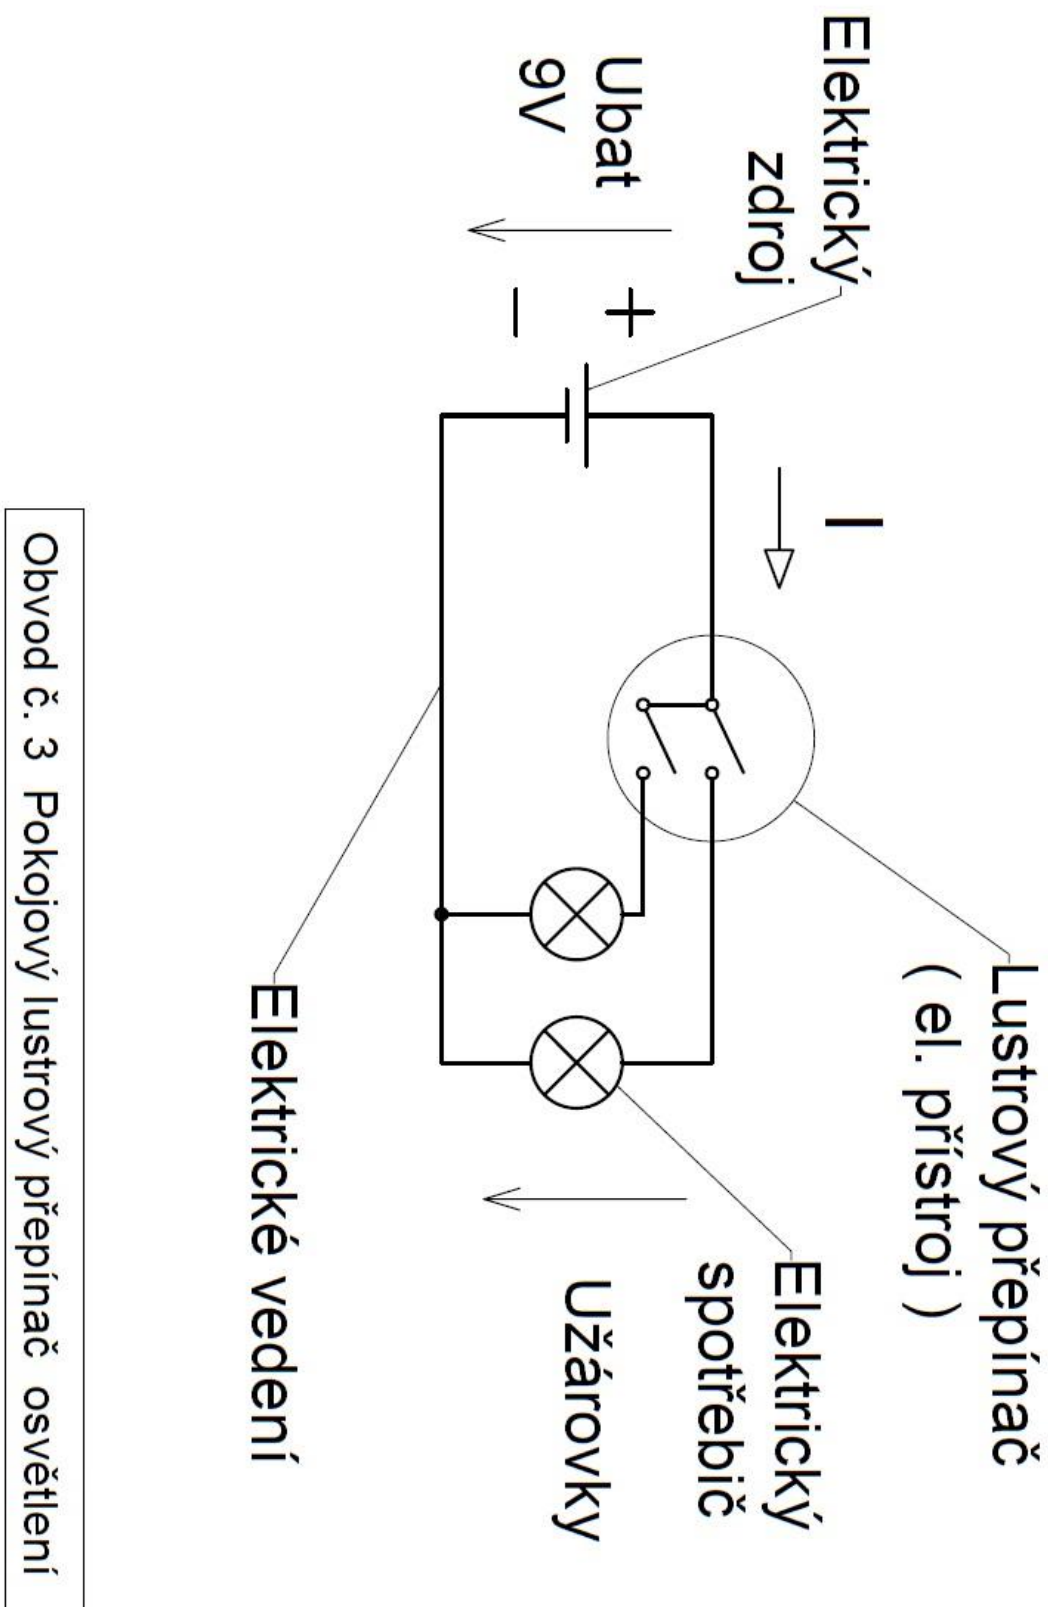 Elektrický
zdroj
Ubat
9V
+
−
I
Lustrový přepínač
( el. přístroj )
Elektrický
spotřebič
Užárovky
Elektrické vedení
Obvod č. 3 Pokojový lustrový přepínač osvětlení